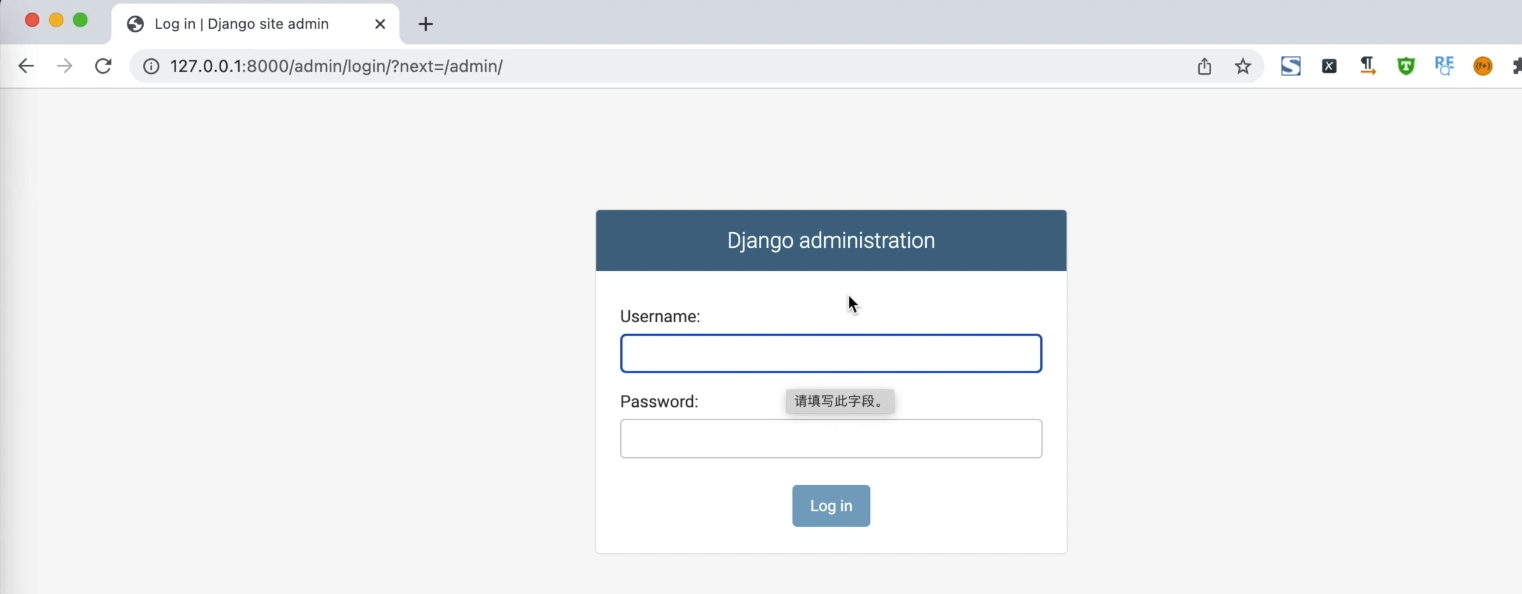 Log in | Django site admin
127.0.0.1:8000/admin/login/?next=/admin/
Django administration
Username:
请填写此字段。
Password:
Log in